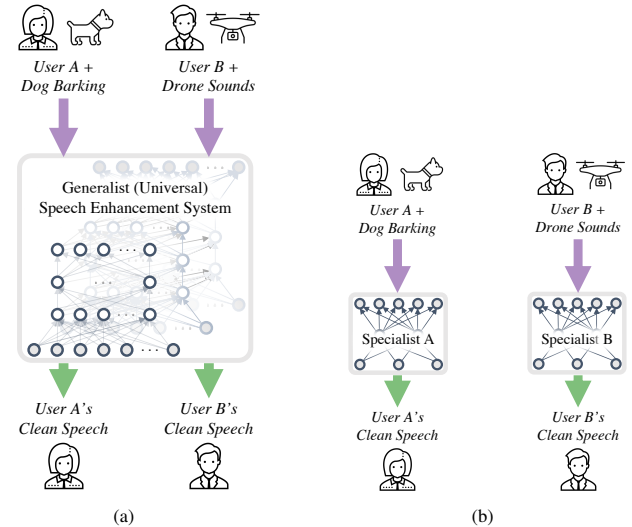 User A +
Dog Barking
User B +
Drone Sounds
Generalist (Universal)
Speech Enhancement System
User A's
Clean Speech
User B's
Clean Speech
(a)
User A +
Dog Barking
User B +
Drone Sounds
Specialist A
Specialist B
User A's
Clean Speech
User B's
Clean Speech
(b)